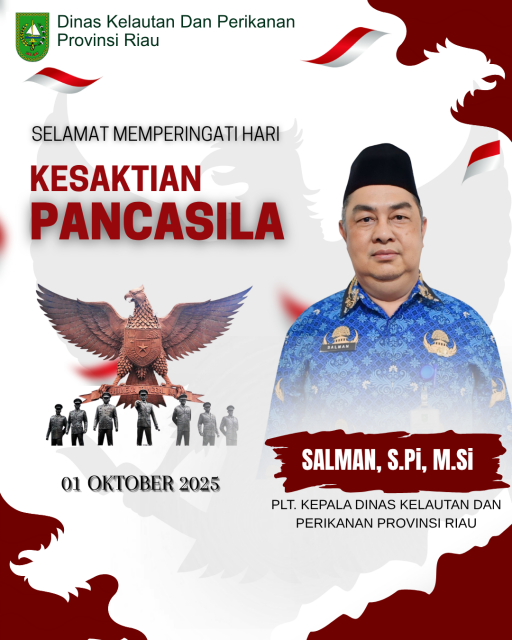 Dinas Kelautan Dan Perikanan
Provinsi Riau
SELAMAT MEMPERINGATI HARI
KESAKTIAN
PANCASILA
SALMAN
01 OKTOBER 2025
SALMAN, S.Pi, M.Si
PLT. KEPALA DINAS KELAUTAN DAN
PERIKANAN PROVINSI RIAU